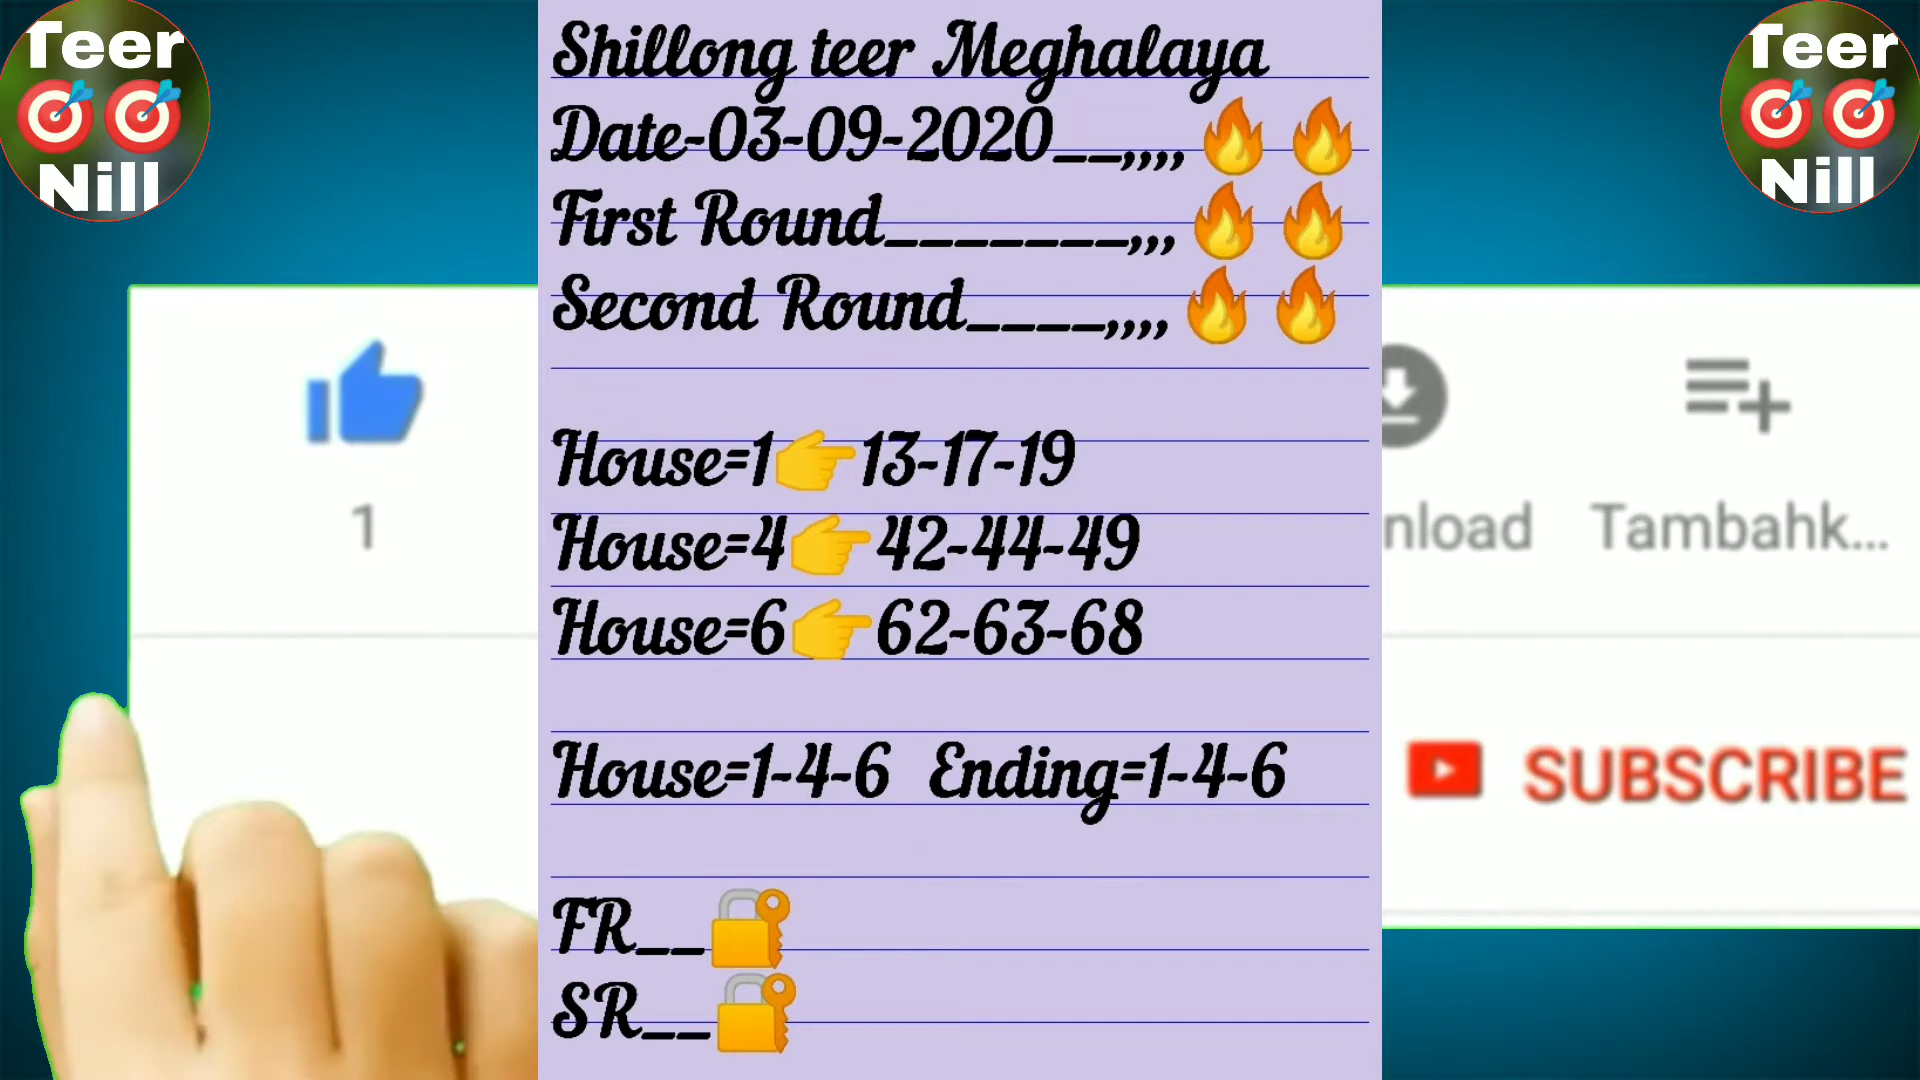 Teer
Nill
Shillong teer Meghalaya
Date-03-09-2020__,,,,🔥 🔥
First Round_______,,,🔥 🔥
Second Round____,,,,🔥 🔥
House=1👉13-17-19
House=4👉42-44-49
House=6👉62-63-68
House=1-4-6 Ending=1-4-6
FR__🔐
SR__🔐
1
nload
Tambahk...
SUBSCRIBE
Teer
Nill